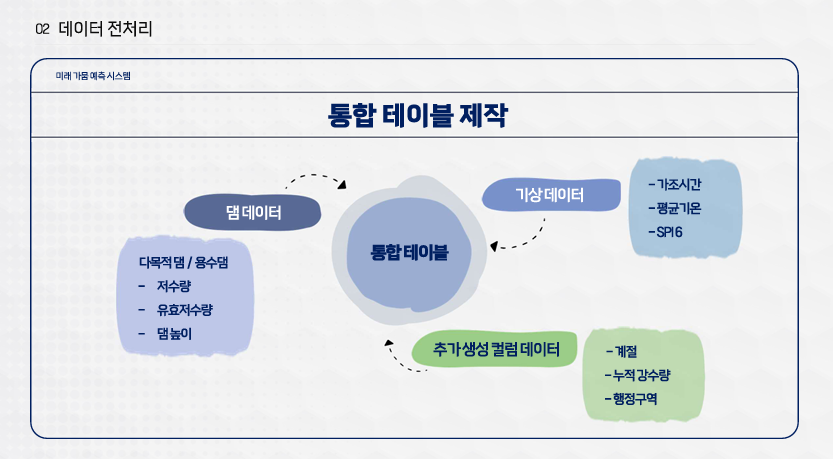 02 데이터 전처리
미래 가뭄 예측 시스템
통합 테이블 제작
댐 데이터
다목적 댐 / 용수댐
- 저수량
- 유효저수량
- 댐 높이
통합 테이블
기상 데이터
- 가조시간
- 평균기온
- SPI 6
추가 생성 컬럼 데이터
- 계절
- 누적 강수량
- 행정구역